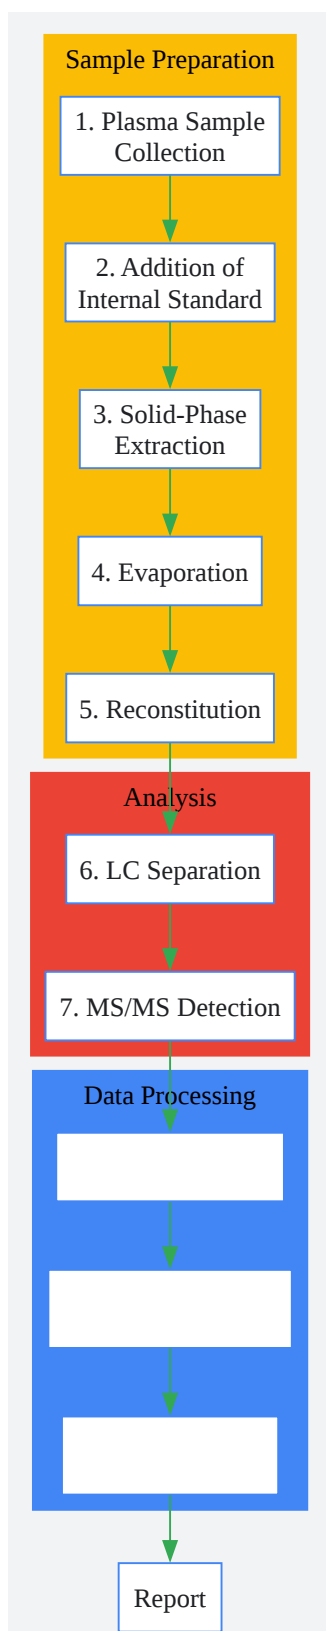 Sample Preparation
1. Plasma Sample
Collection
2. Addition of
Internal Standard
3. Solid-Phase
Extraction
4. Evaporation
5. Reconstitution
Analysis
6. LC Separation
7. MS/MS Detection
Data Processing
Report